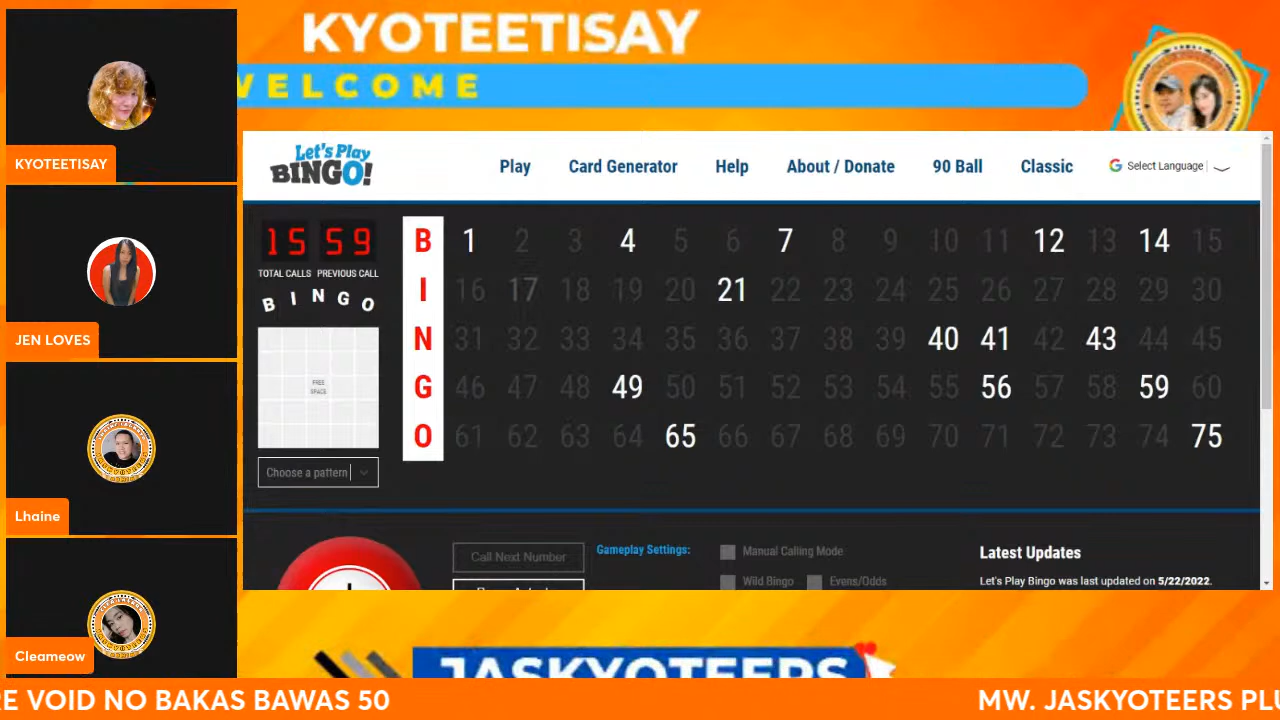 KYOTEETISAY
WELCOME
KYOTEETISAY
JEN LOVES
Lhaine
Cleameow
Let's Play
BINGO!
Play
Card Generator
Help
About / Donate
90 Ball
Classic
Select Language
15 59
TOTAL CALLS PREVIOUS CALL
B I N G O
FREE
SPACE
Choose a pattern
B 1 2 3 4 5 6 7 8 9 10 11 12 13 14 15
I 16 17 18 19 20 21 22 23 24 25 26 27 28 29 30
N 31 32 33 34 35 36 37 38 39 40 41 42 43 44 45
G 46 47 48 49 50 51 52 53 54 55 56 57 58 59 60
O 61 62 63 64 65 66 67 68 69 70 71 72 73 74 75
Call Next Number
Gameplay Settings:
Manual Calling Mode
Wild Bingo
Evens/Odds
Latest Updates
Let's Play Bingo was last updated on 5/22/2022.
JASKYOTEERS
RE VOID NO BAKAS BAWAS 50
MW. JASKYOTEERS PLU